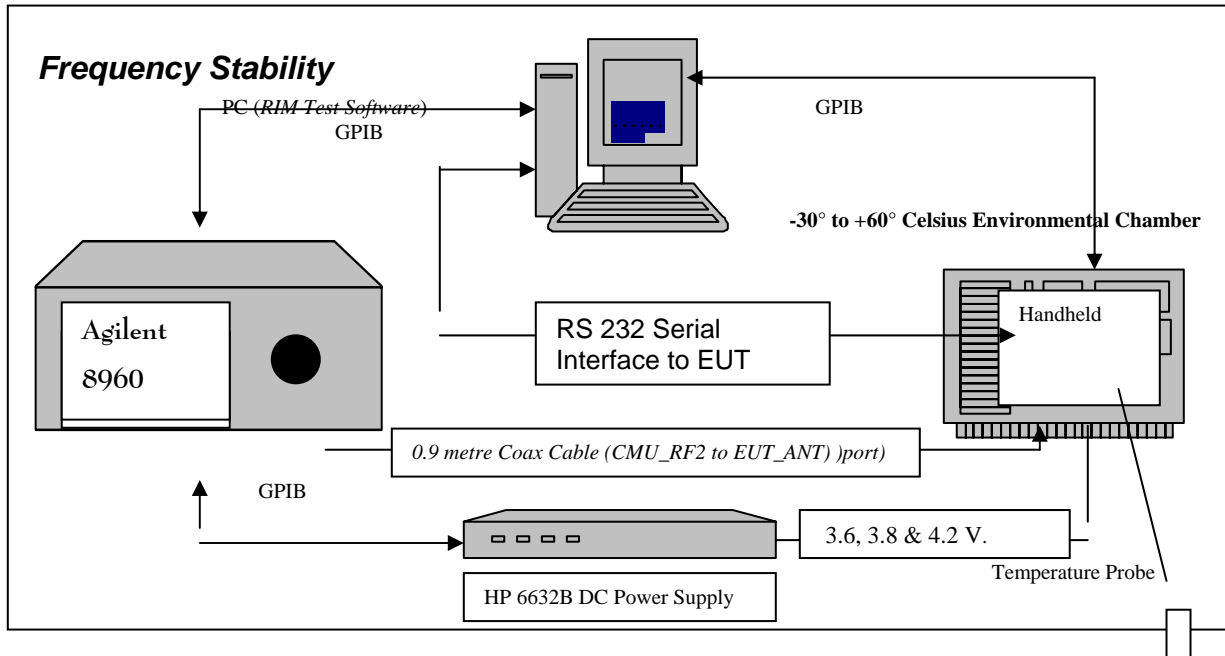 Frequency Stability
PC (RIM Test Software)
GPIB
GPIB
-30° to +60° Celsius Environmental Chamber
Agilent
8960
RS 232 Serial
Interface to EUT
Handheld
0.9 metre Coax Cable (CMU_RF2 to EUT_ANT) )port)
GPIB
3.6, 3.8 & 4.2 V.
Temperature Probe
HP 6632B DC Power Supply